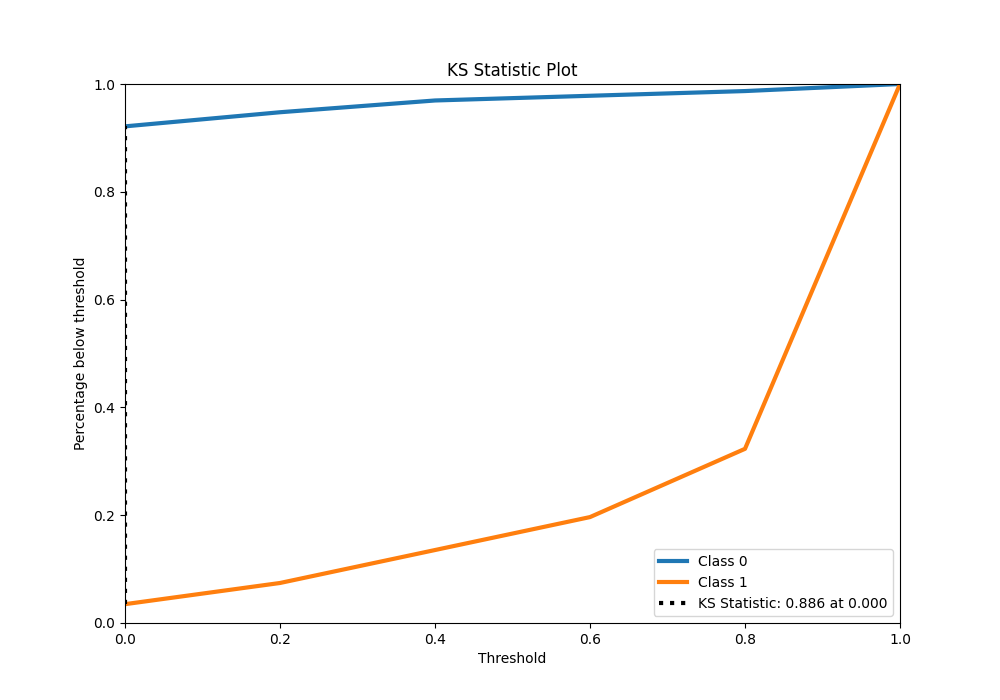 KS Statistic Plot
Percentage below threshold
1.0
0.8
0.6
0.4
0.2
0.0
0.0 0.2 0.4 0.6 0.8 1.0
Threshold
Class 0
Class 1
KS Statistic: 0.886 at 0.000